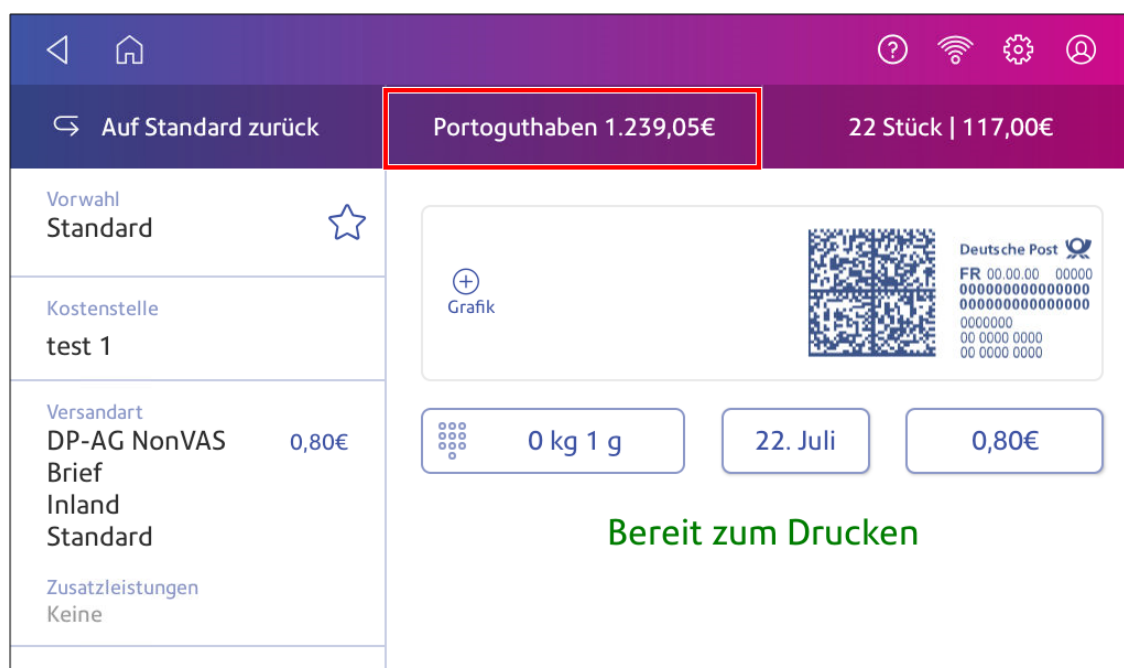 Auf Standard zurück
Portoguthaben 1.239,05€
22 Stück | 117,00€
Vorwahl
Standard
Kostenstelle
test 1
Versandart
DP-AG NonVAS 0,80€
Brief
Inland
Standard
Zusatzleistungen
Keine
Grafik
Deutsche Post
FR 00.00.00 00000
000000000000000
000000000000000
0000000
00 0000 0000
00 0000 0000
0 kg 1 g
22. Juli
0,80€
Bereit zum Drucken